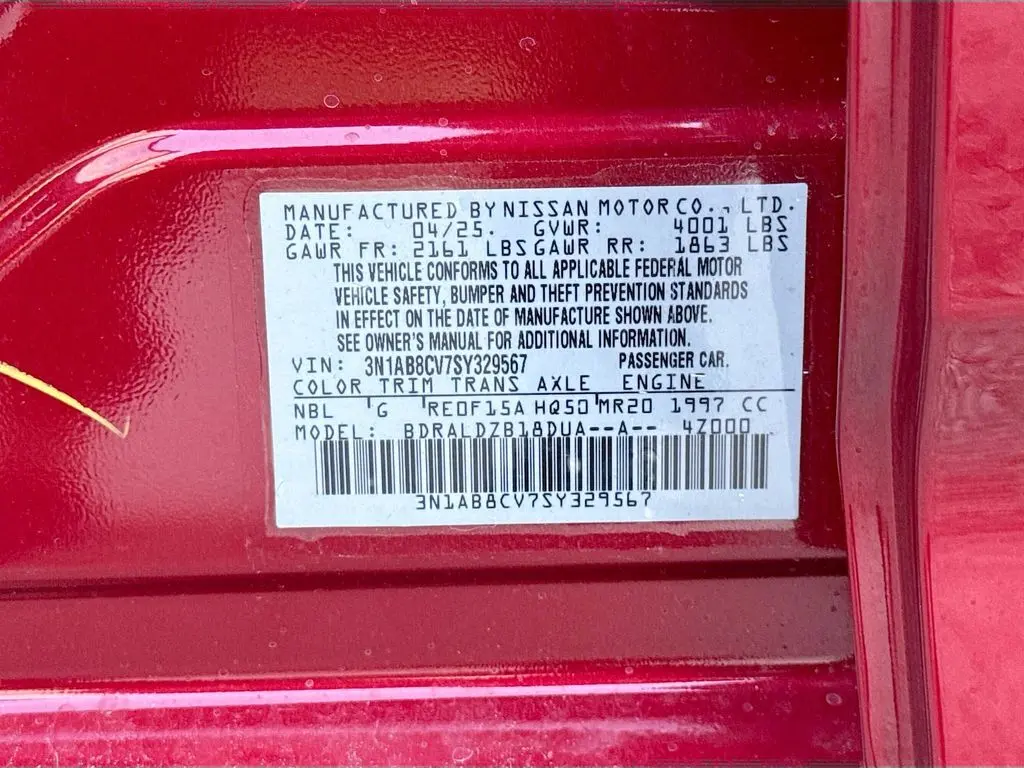 MANUFACTURED BY NISSAN MOTOR CO., LTD.
DATE: 04/25. GVWR: 4001 LBS
GAWR FR: 2161 LBS GAWR RR: 1863 LBS
THIS VEHICLE CONFORMS TO ALL APPLICABLE FEDERAL MOTOR
VEHICLE SAFETY, BUMPER AND THEFT PREVENTION STANDARDS
IN EFFECT ON THE DATE OF MANUFACTURE SHOWN ABOVE.
SEE OWNER'S MANUAL FOR ADDITIONAL INFORMATION.
VIN: 3N1AB8CV7SY329567 PASSENGER CAR.
COLOR TRIM TRANS AXLE ENGINE
NBL G RE0F15A HQ50 MR20 1997 CC
MODEL: BDRALDZB18DUA--A-- 4Z000
3N1AB8CV7SY329567